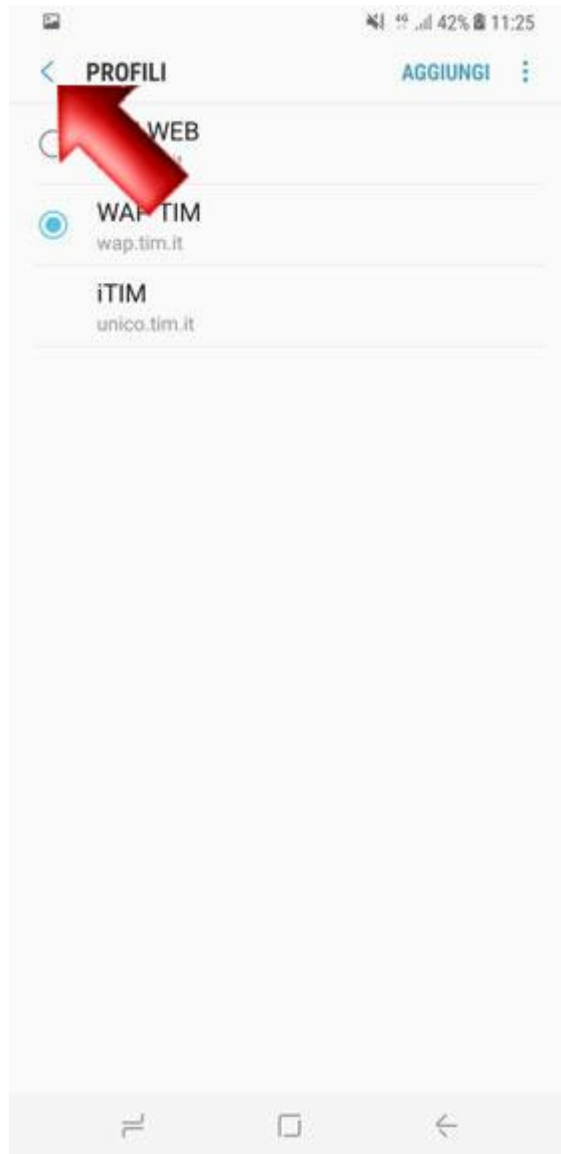 42% 11:25
PROFILI AGGIUNGI
WEB
WAP TIM
wap.tim.it
iTIM
unico.tim.it